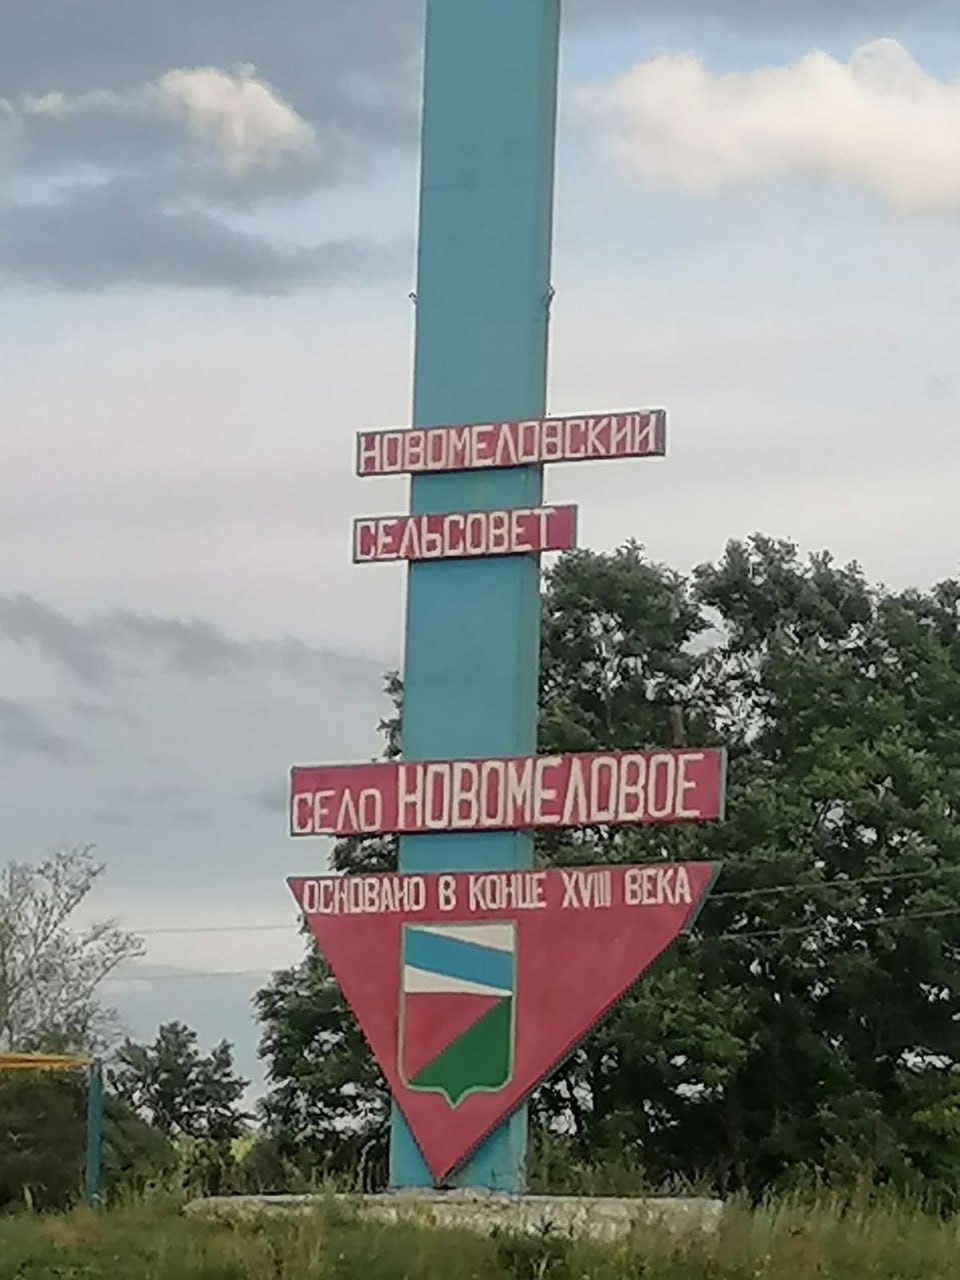 НОВОМЕЛОВСКИЙ
СЕЛЬСОВЕТ
СЕЛО НОВОМЕЛОВОЕ
ОСНОВАНО В КОНЦЕ XVIII ВЕКА